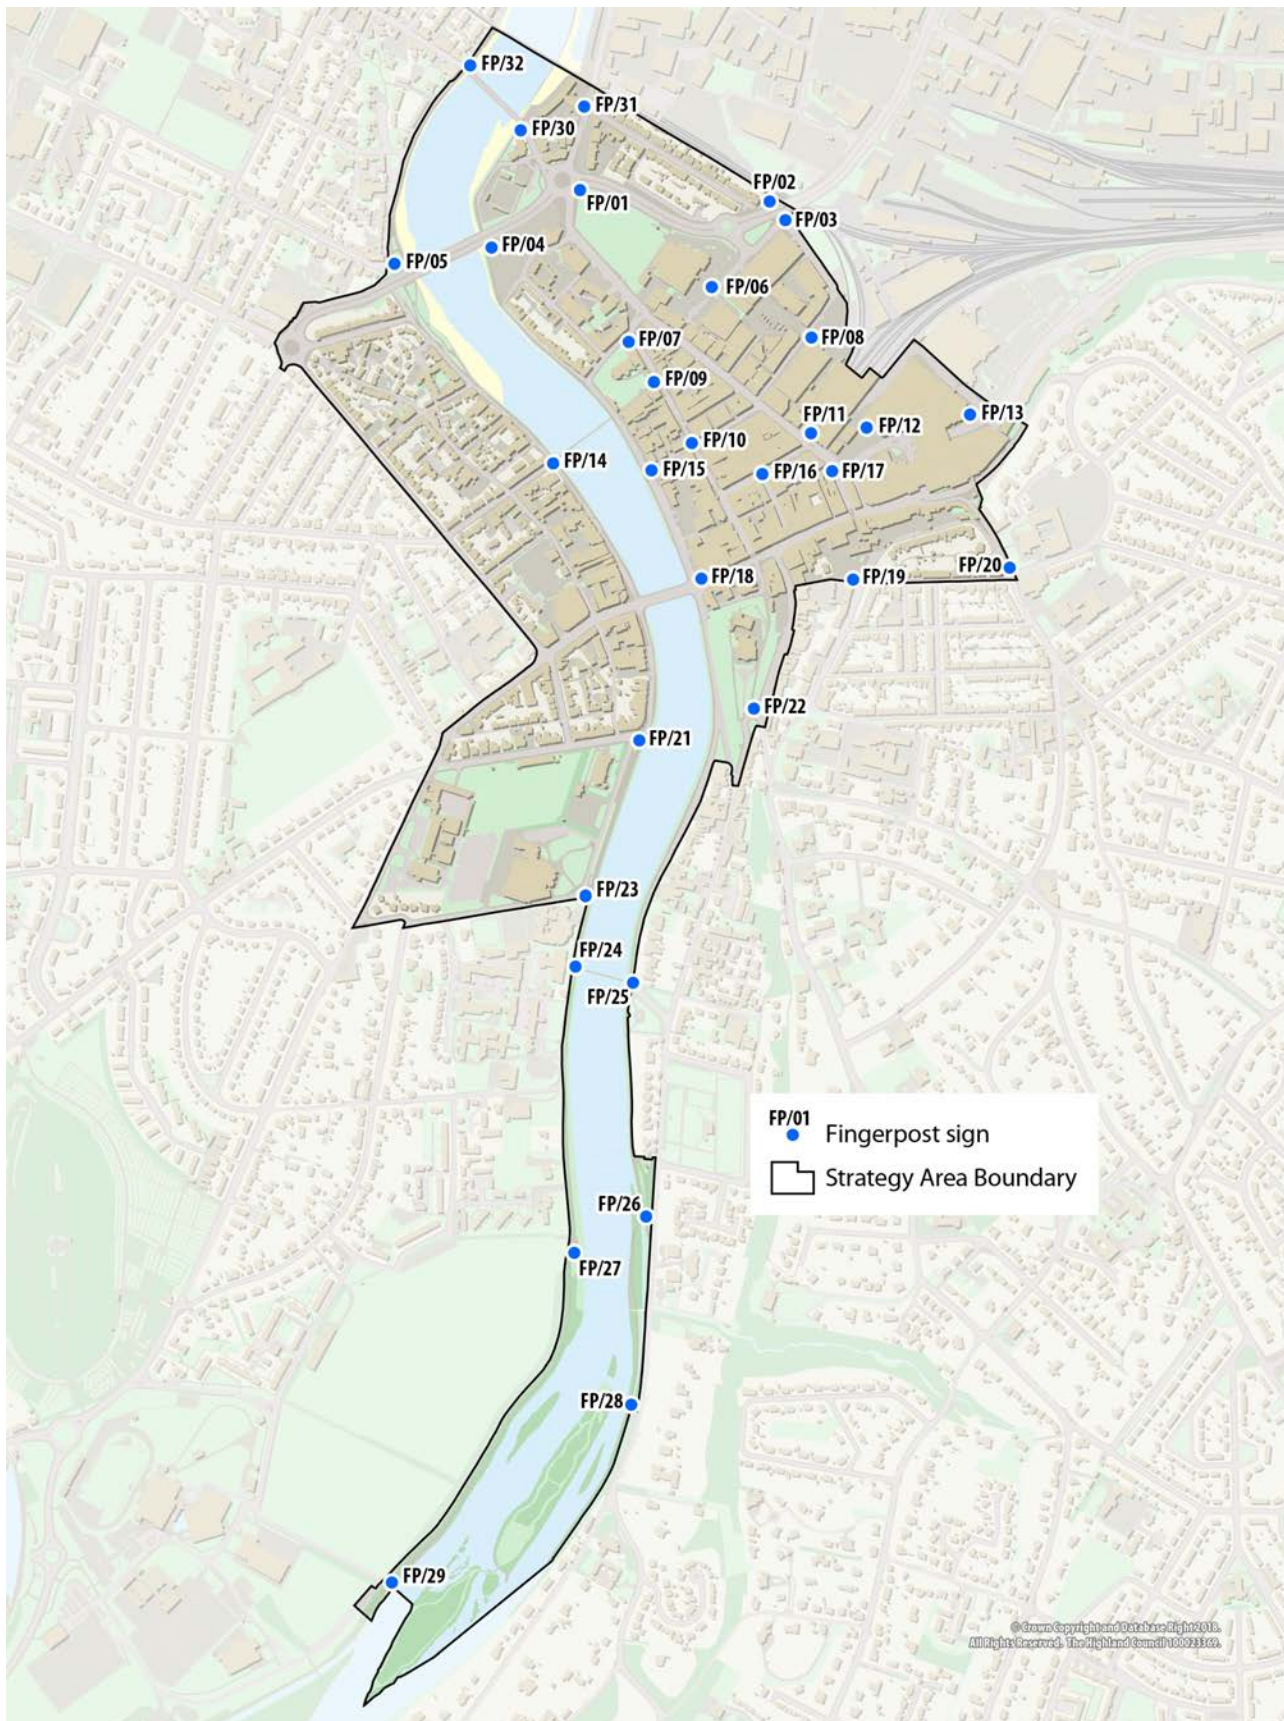 FP/32
FP/31
FP/30
FP/02
FP/01
FP/03
FP/04
FP/05
FP/06
FP/07
FP/08
FP/09
FP/11
FP/12
FP/13
FP/10
FP/14
FP/15
FP/16
FP/17
FP/18
FP/19
FP/20
FP/22
FP/21
FP/23
FP/24
FP/25
FP/01
Fingerpost sign
Strategy Area Boundary
FP/26
FP/27
FP/28
FP/29
© Crown Copyright and Database Right 2018.
All Rights Reserved. The Highland Council 100023369.